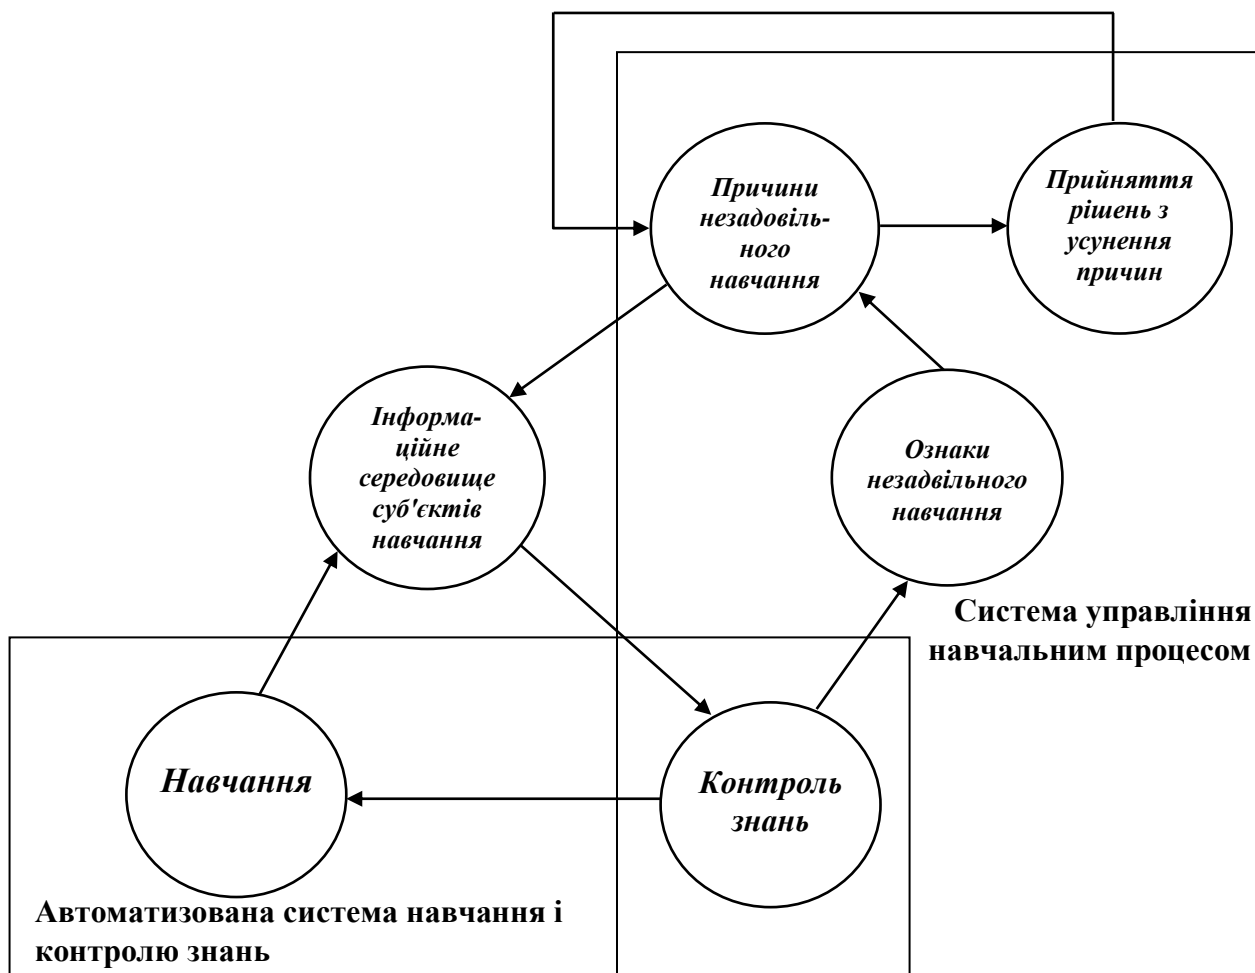 Причини
незадовіль-
ного
навчання
Прийняття
рішень з
усунення
причин
Інформа-
ційне
середовище
суб'єктів
навчання
Ознаки
незадвільного
навчання
Система управління
навчальним процесом
Навчання
Контроль
знань
Автоматизована система навчання і
контролю знань